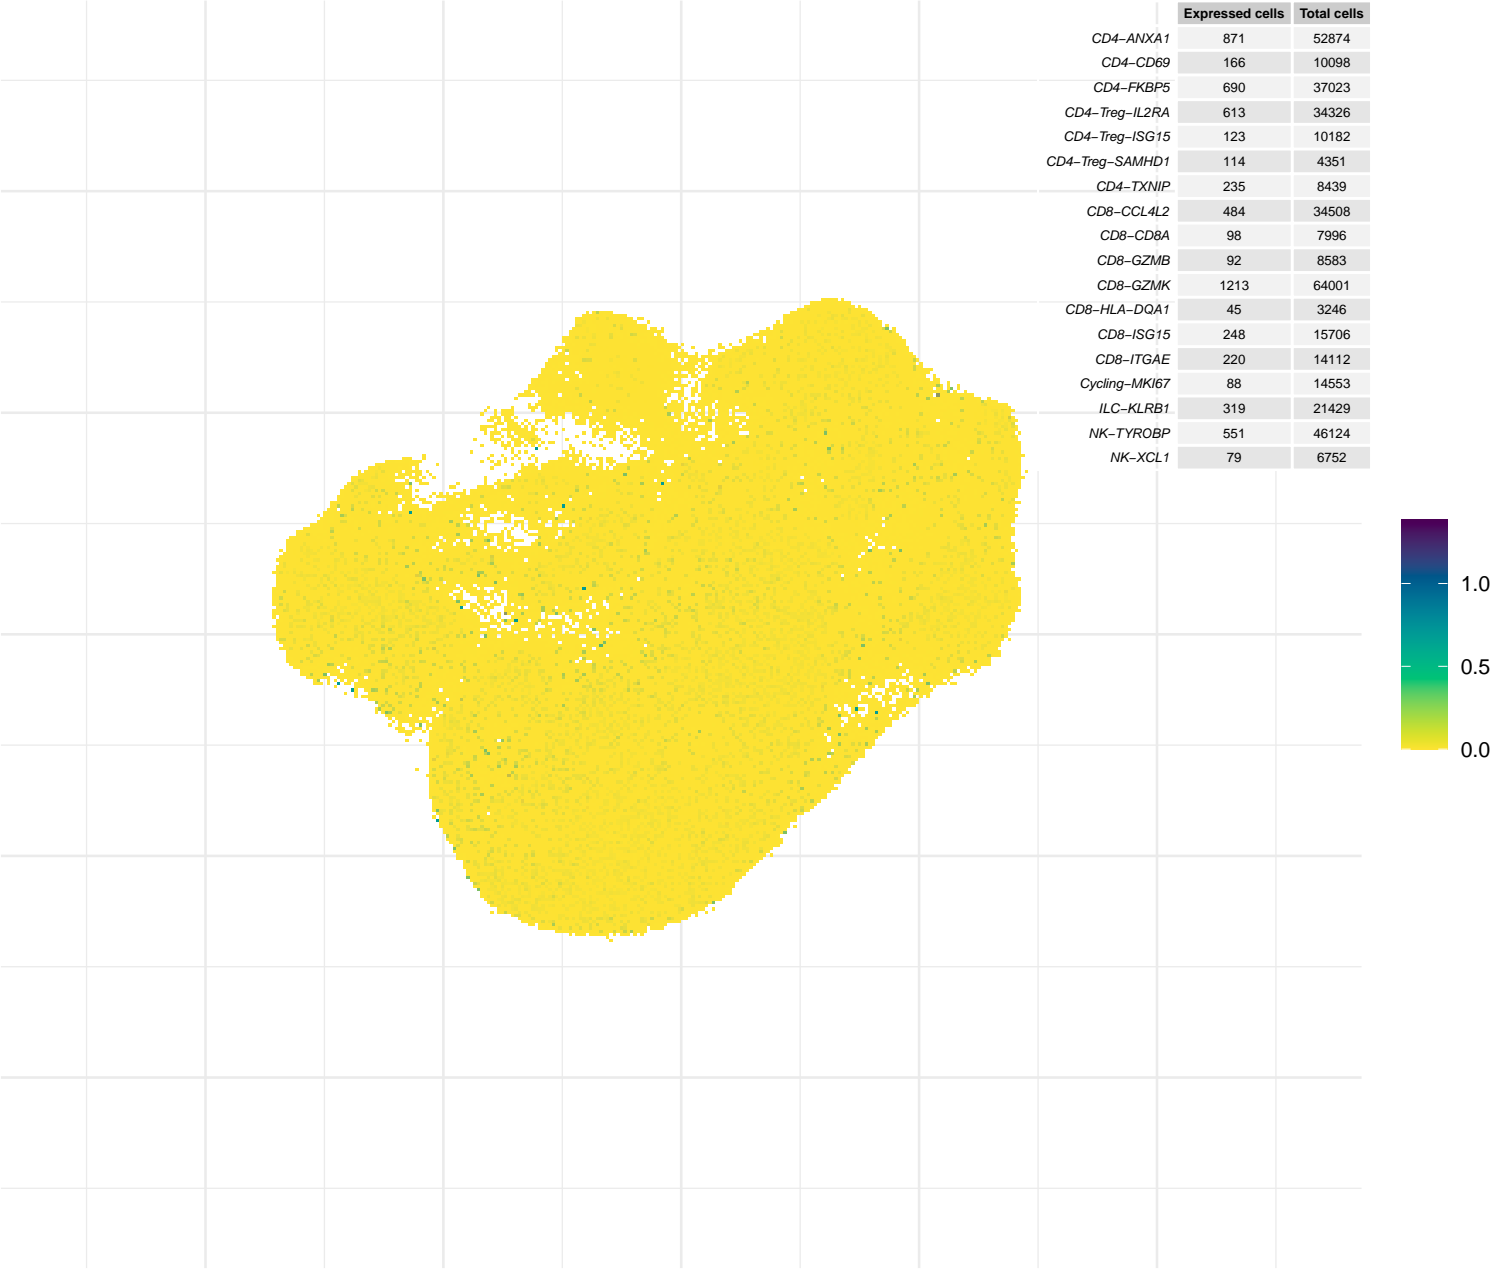 Expressed cells Total cells
CD4−ANXA1 871 52874
CD4−CD69 166 10098
CD4−FKBP5 690 37023
CD4−Treg−IL2RA 613 34326
CD4−Treg−ISG15 123 10182
CD4−Treg−SAMHD1 114 4351
CD4−TXNIP 235 8439
CD8−CCL4L2 484 34508
CD8−CD8A 98 7996
CD8−GZMB 92 8583
CD8−GZMK 1213 64001
CD8−HLA−DQA1 45 3246
CD8−ISG15 248 15706
CD8−ITGAE 220 14112
Cycling−MKI67 88 14553
ILC−KLRB1 319 21429
NK−TYROBP 551 46124
NK−XCL1 79 6752
1.0
0.5
0.0